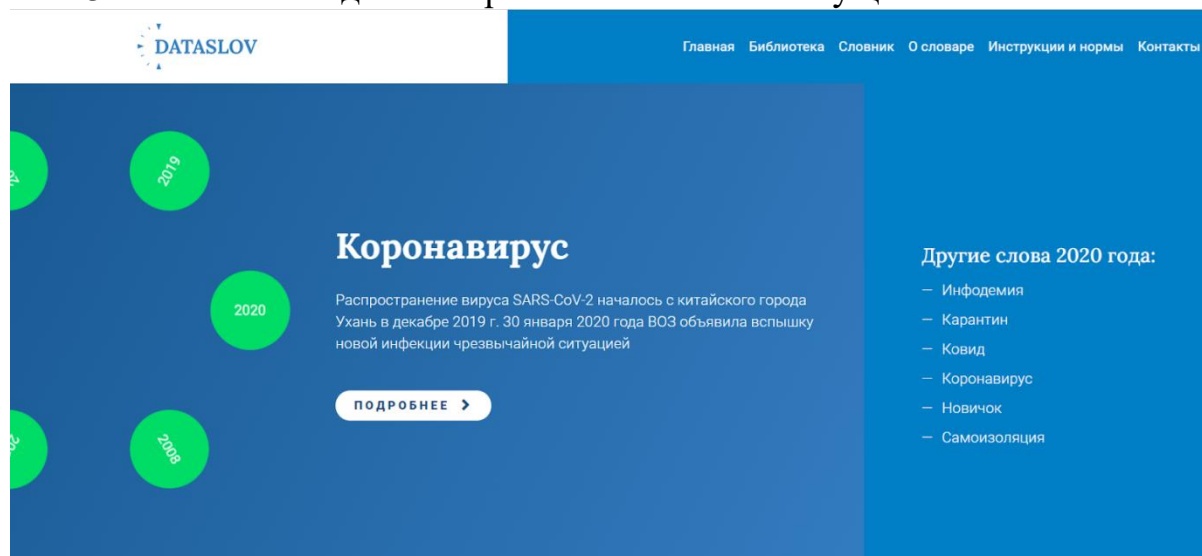 DATASLOV
Главная Библиотека Словник О словаре Инструкции и нормы Контакты
2019
2020
2008
Коронавирус
Распространение вируса SARS-CoV-2 началось с китайского города
Ухань в декабре 2019 г. 30 января 2020 года ВОЗ объявила вспышку
новой инфекции чрезвычайной ситуацией
ПОДРОБНЕЕ
Другие слова 2020 года:
— Инфодемия
— Карантин
— Ковид
— Коронавирус
— Новичок
— Самоизоляция